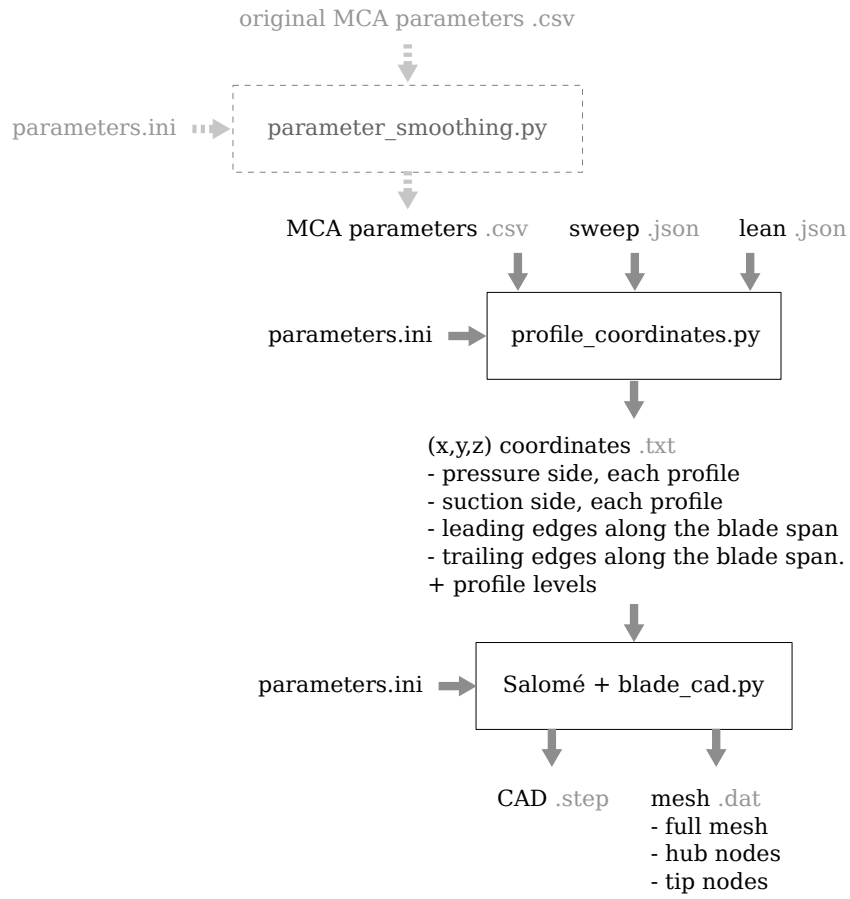 original MCA parameters .csv
parameters.ini
parameter_smoothing.py
MCA parameters .csv sweep .json lean .json
parameters.ini
profile_coordinates.py
(x,y,z) coordinates .txt
- pressure side, each profile
- suction side, each profile
- leading edges along the blade span
- trailing edges along the blade span.
+ profile levels
parameters.ini
Salomé + blade_cad.py
CAD .step
mesh .dat
- full mesh
- hub nodes
- tip nodes